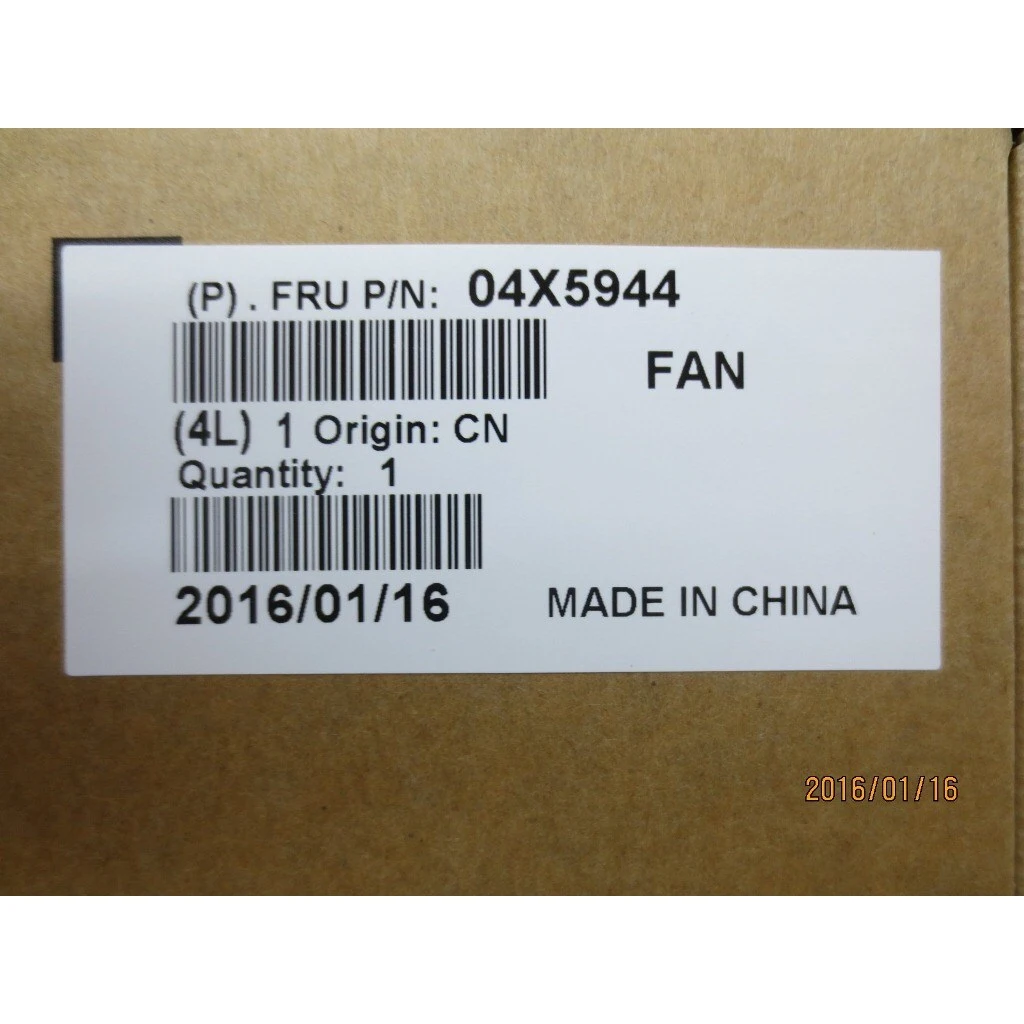 (P) . FRU P/N: 04X5944
FAN
(4L) 1 Origin: CN
Quantity: 1
2016/01/16
MADE IN CHINA
2016/01/16